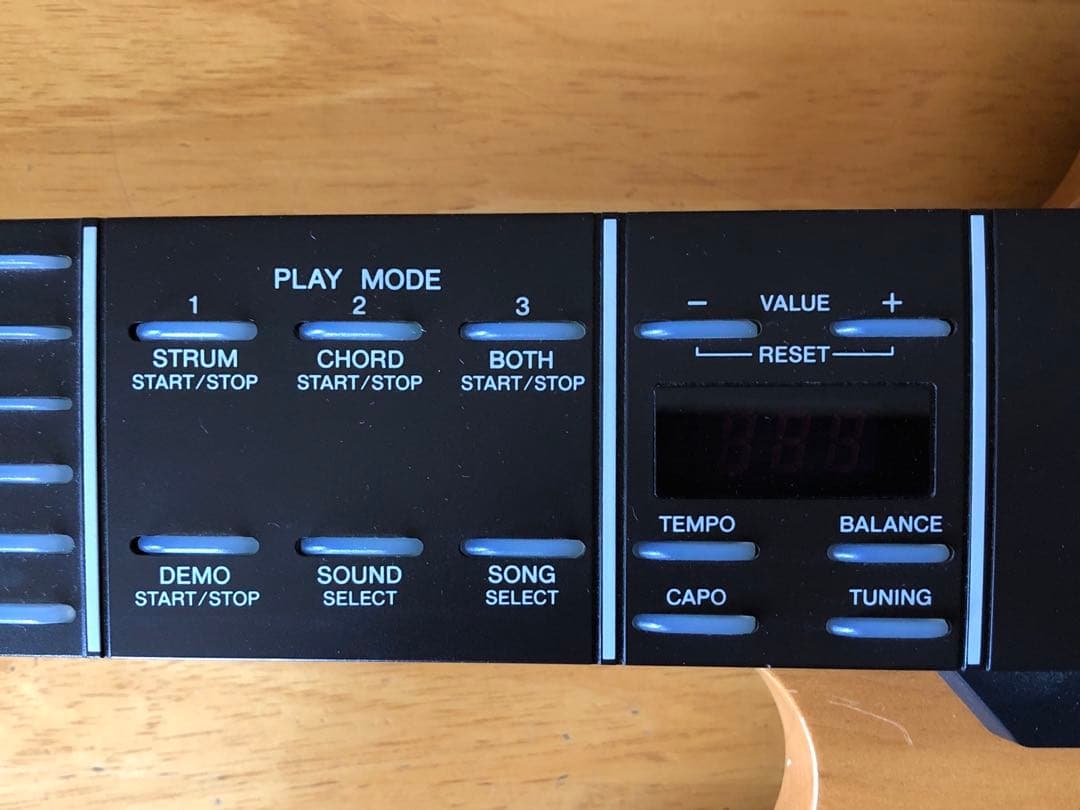 PLAY MODE
1 2 3
STRUM CHORD BOTH
START/STOP START/STOP START/STOP
DEMO SOUND SONG
START/STOP SELECT SELECT
− VALUE +
RESET
TEMPO BALANCE
CAPO TUNING